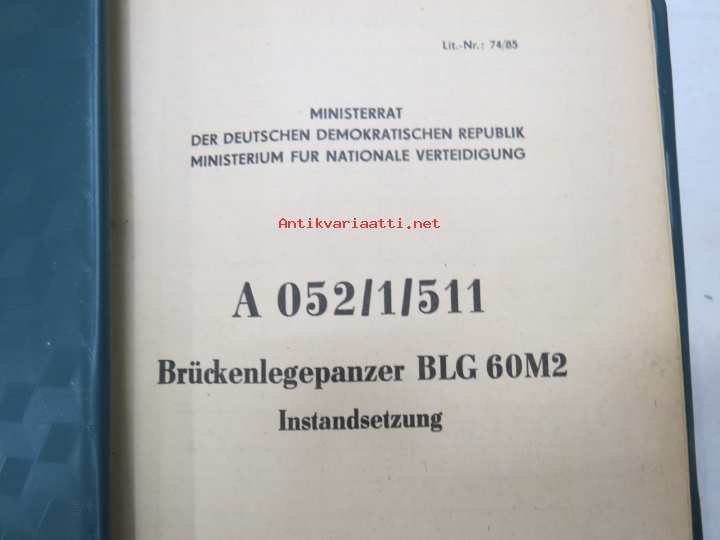 Lit.-Nr.: 74/85
MINISTERRAT
DER DEUTSCHEN DEMOKRATISCHEN REPUBLIK
MINISTERIUM FUR NATIONALE VERTEIDIGUNG
Antikvariaatti.net
A 052/1/511
Brückenlegepanzer BLG 60M2
Instandsetzung